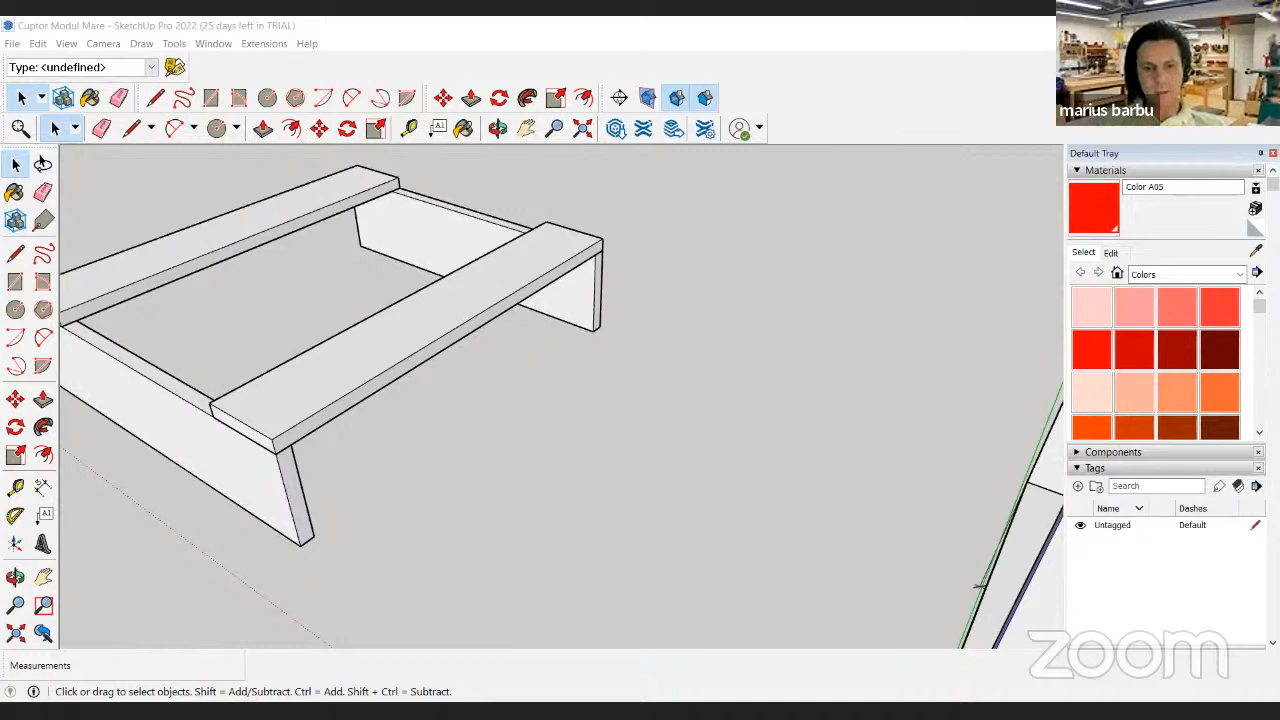 Cuptor Modul Mare - SketchUp Pro 2022 (25 days left in TRIAL)
File Edit View Camera Draw Tools Window Extensions Help
Type: <undefined>
marius barbu
Default Tray
Materials
Color A05
Select Edit
Colors
Components
Tags
Search
Name Dashes
Untagged Default
A1
A1
zoom
Measurements
Click or drag to select objects. Shift = Add/Subtract. Ctrl = Add. Shift + Ctrl = Subtract.